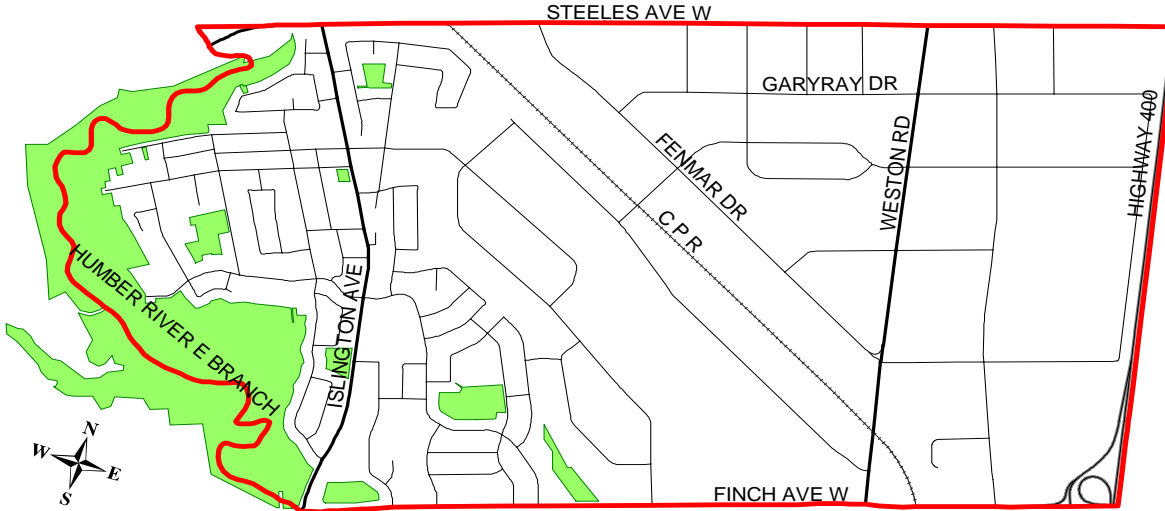 STEELES AVE W
GARYRAY DR
HIGHWAY 400
WESTON RD
FENMAR DR
C P R
HUMBER RIVER E BRANCH
ISLINGTON AVE
N
W
E
S
FINCH AVE W